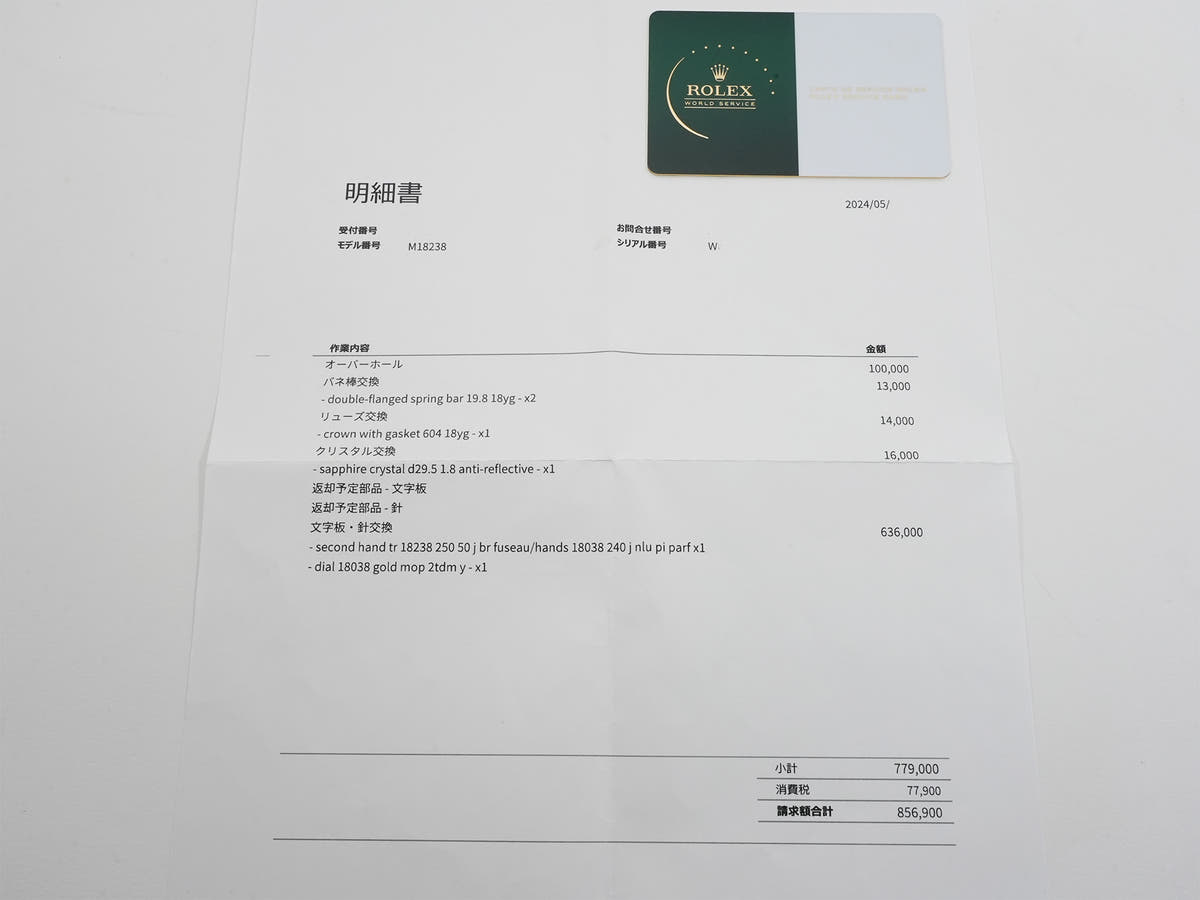 ROLEX
WORLD SERVICE
明細書
2024/05/
受付番号
お問合せ番号
モデル番号 M18238
シリアル番号 W
作業内容 金額
オーバーホール 100,000
バネ棒交換 13,000
- double-flanged spring bar 19.8 18yg - x2
リューズ交換 14,000
- crown with gasket 604 18yg - x1
クリスタル交換 16,000
- sapphire crystal d29.5 1.8 anti-reflective - x1
返却予定部品 - 文字板
返却予定部品 - 針
文字板・針交換 636,000
- second hand tr 18238 250 50 j br fuseau/hands 18038 240 j nlu pi parf x1
- dial 18038 gold mop 2tdm y - x1
小計 779,000
消費税 77,900
請求額合計 856,900